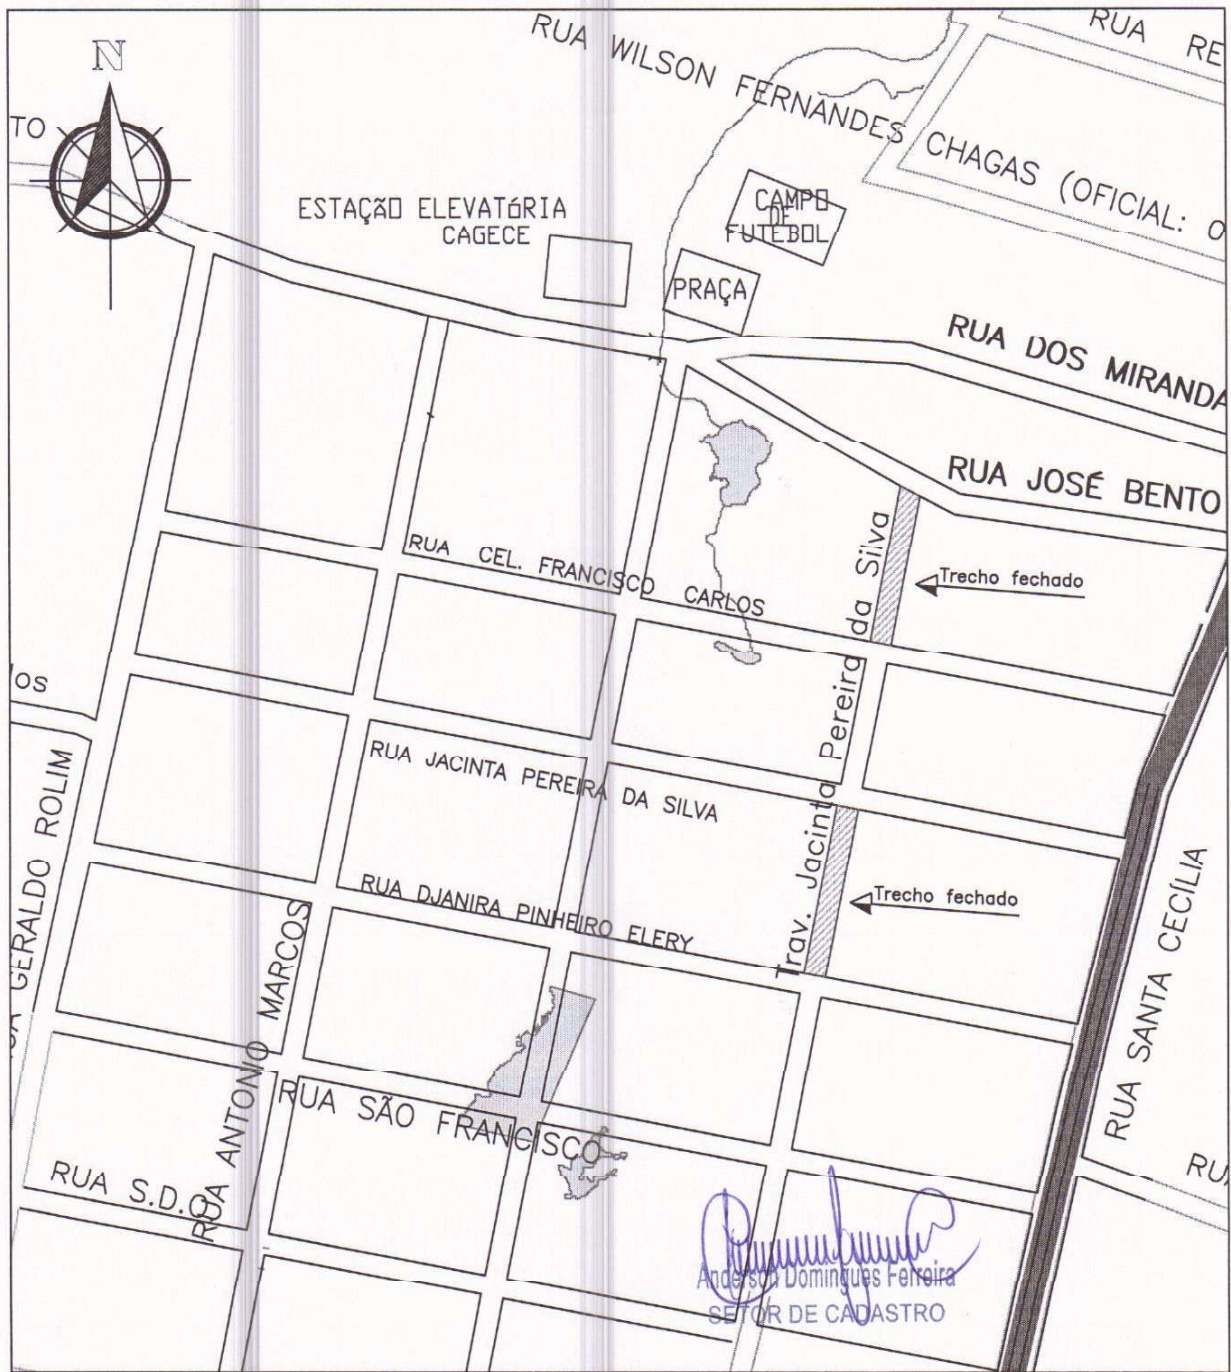 RUA RE
RUA WILSON FERNANDES CHAGAS (OFICIAL: O
N
TO
ESTAÇÃO ELEVATóRIA
CAGECE
CAMPO
DE
FUTEBOL
PRAÇA
RUA DOS MIRANDA
RUA JOSÉ BENTO
RUA CEL. FRANCISCO CARLOS
Trecho fechado
Trav. Jacinta Pereira da Silva
OS
RUA JACINTA PEREIRA DA SILVA
RUA GERALDO ROLIM
RUA DJANIRA PINHEIRO ELERY
Trecho fechado
RUA ANTONIO MARCOS
RUA SANTA CECÍLIA
RUA SÃO FRANCISCO
RUA S.D.O
RU
Anderson Domingues Ferreira
SETOR DE CADASTRO